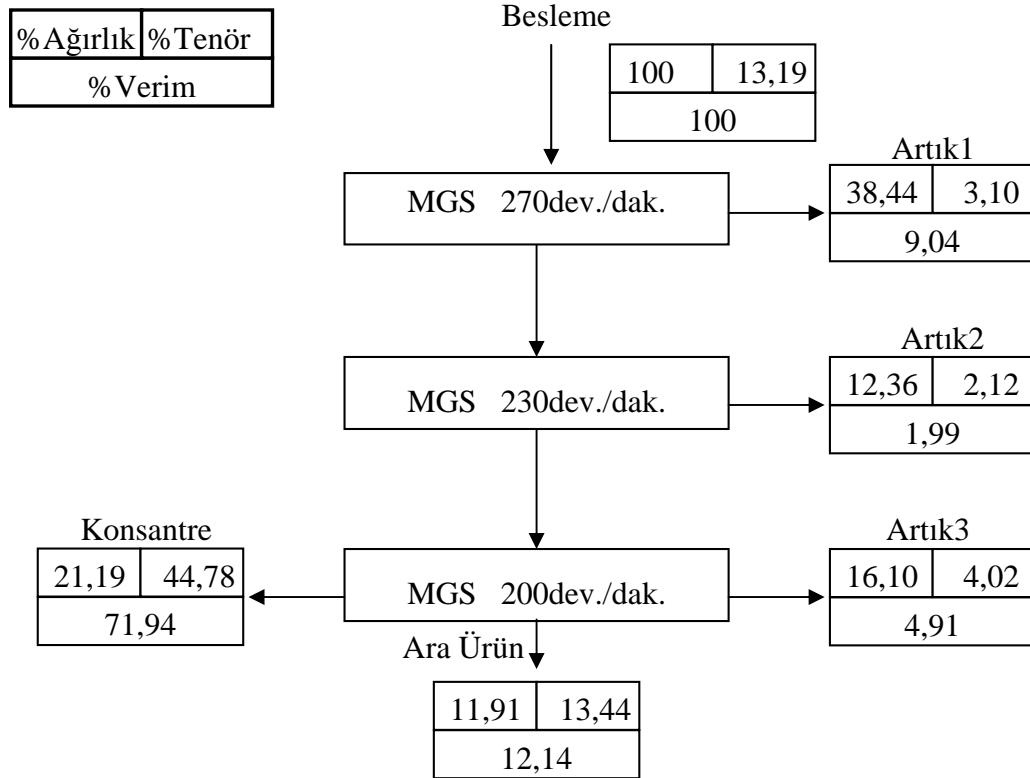 Besleme
%Ağırlık %Tenör
%Verim
100 13,19
100
Artık1
MGS 270dev./dak.
38,44 3,10
9,04
Artık2
MGS 230dev./dak.
12,36 2,12
1,99
Konsantre
21,19 44,78
71,94
MGS 200dev./dak.
Artık3
16,10 4,02
4,91
Ara Ürün
11,91 13,44
12,14